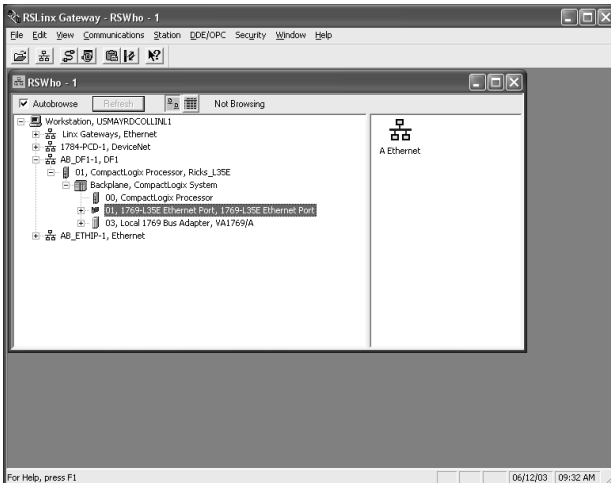 RSLinx Gateway - RSWho - 1
File Edit View Communications Station DDE/OPC Security Window Help
RSWho - 1
Autobrowse Refresh Not Browsing
Workstation, USMAYRDCOLLINL1
Linx Gateways, Ethernet
1784-PCD-1, DeviceNet
AB_DF1-1, DF1
01, CompactLogix Processor, Ricks_L35E
Backplane, CompactLogix System
00, CompactLogix Processor
01, 1769-L35E Ethernet Port, 1769-L35E Ethernet Port
03, Local 1769 Bus Adapter, VA1769/A
AB_ETHIP-1, Ethernet
A Ethernet
For Help, press F1 06/12/03 09:32 AM